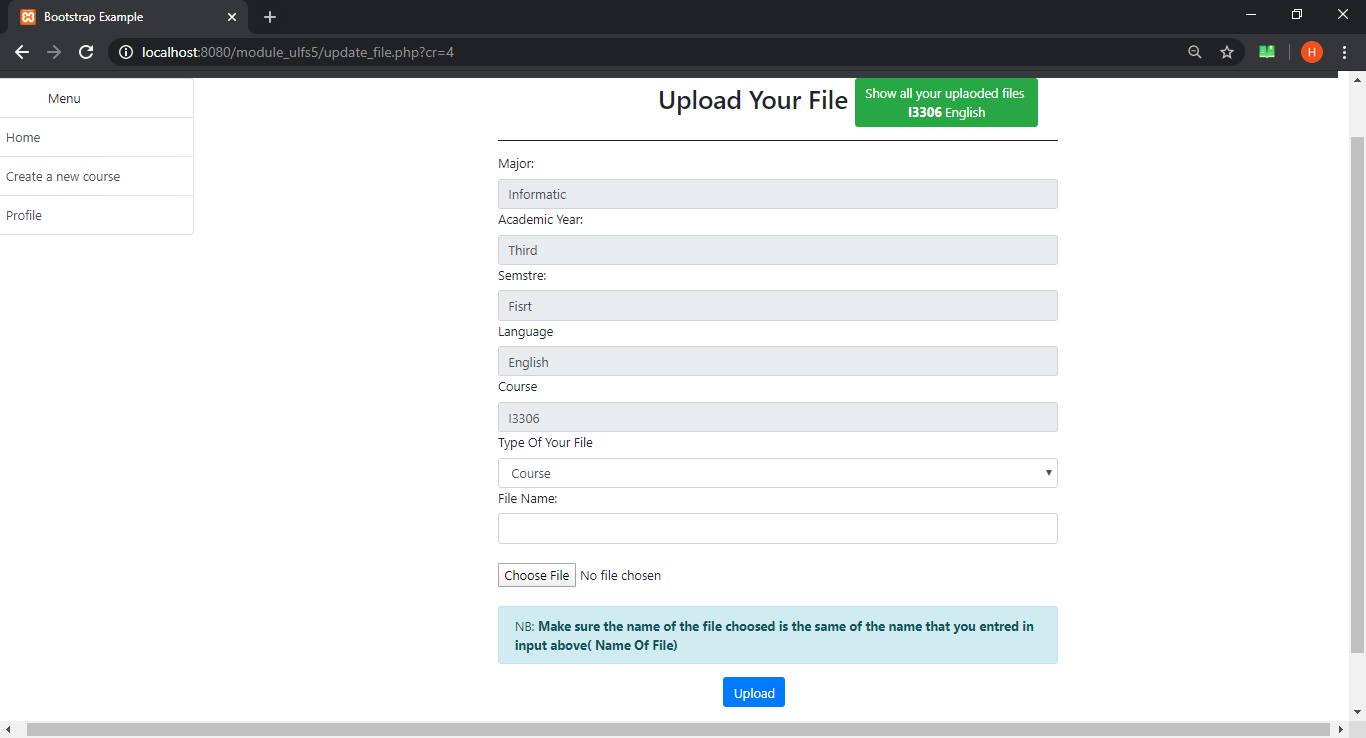 Bootstrap Example
localhost:8080/module_ulfs5/update_file.php?cr=4
H
Menu
Home
Create a new course
Profile
Upload Your File
Show all your uplaoded files
I3306 English
Major:
Informatic
Academic Year:
Third
Semstre:
Fisrt
Language
English
Course
I3306
Type Of Your File
Course
File Name:
Choose File No file chosen
NB: Make sure the name of the file choosed is the same of the name that you entred in
input above( Name Of File)
Upload